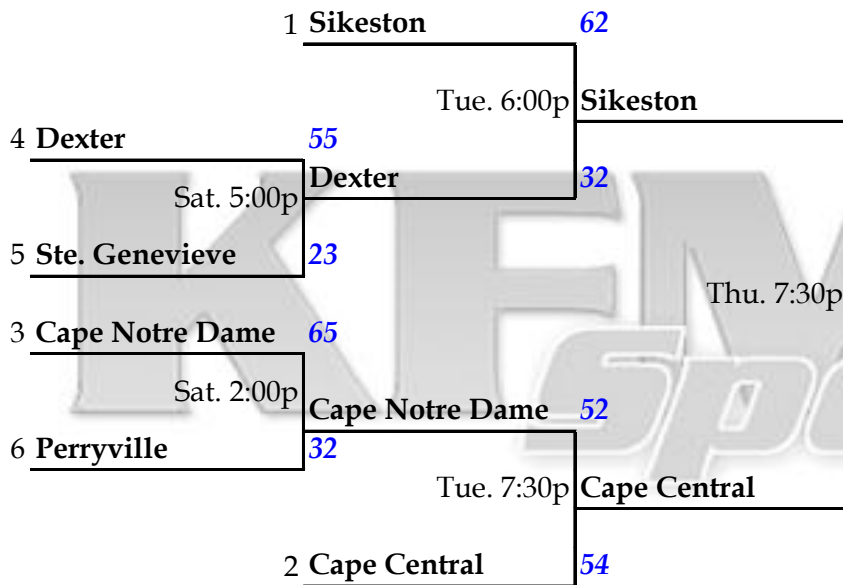 1 Sikeston 62
Tue. 6:00p Sikeston
4 Dexter 55
Dexter 32
Sat. 5:00p
5 Ste. Genevieve 23
Thu. 7:30p
3 Cape Notre Dame 65
Sat. 2:00p
Cape Notre Dame 52
6 Perryville 32
Tue. 7:30p Cape Central
2 Cape Central 54